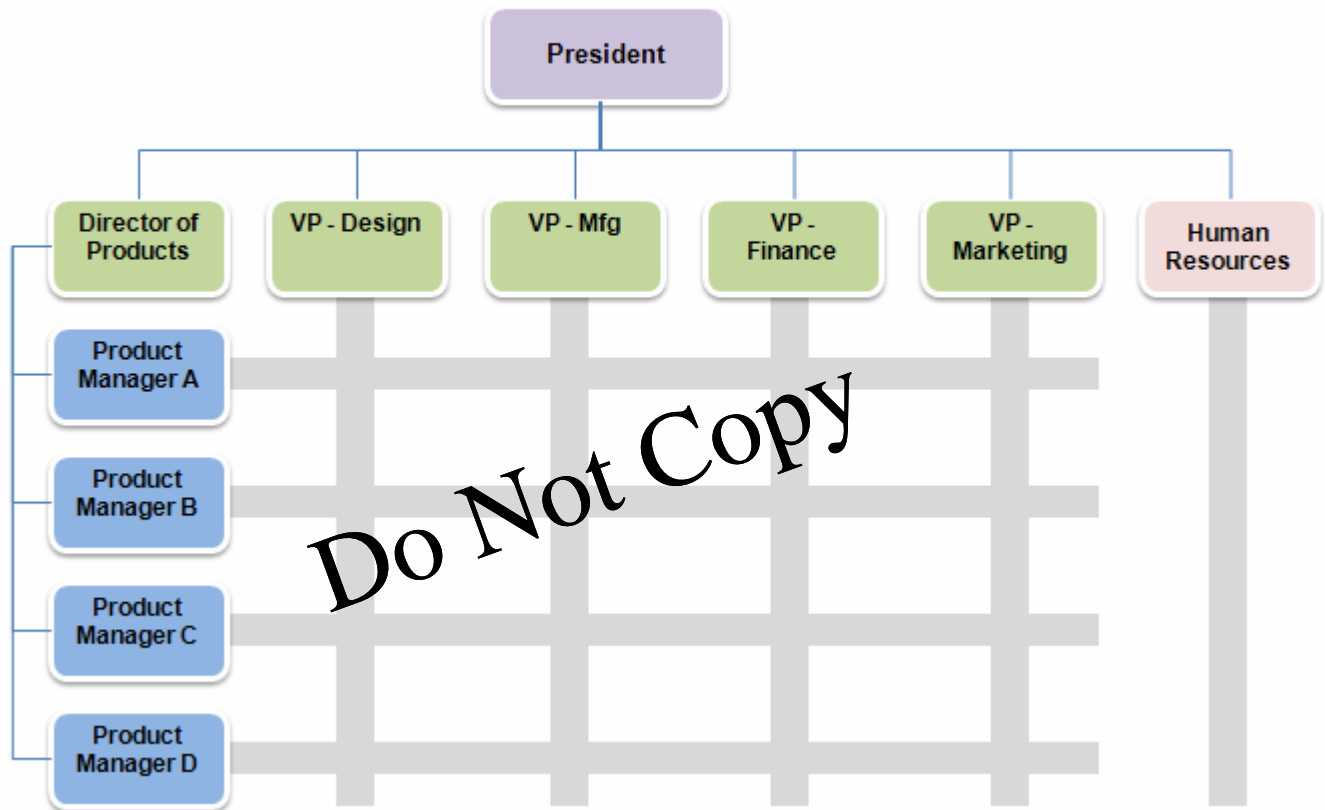 President
Director of
Products
VP - Design
VP - Mfg
VP -
Finance
VP -
Marketing
Human
Resources
Product
Manager A
Product
Manager B
Product
Manager C
Product
Manager D
Do Not Copy